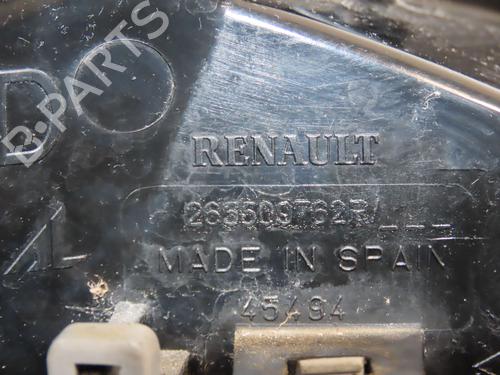 B-PARTS
D
RENAULT
265509762R
MADE IN SPAIN
45494